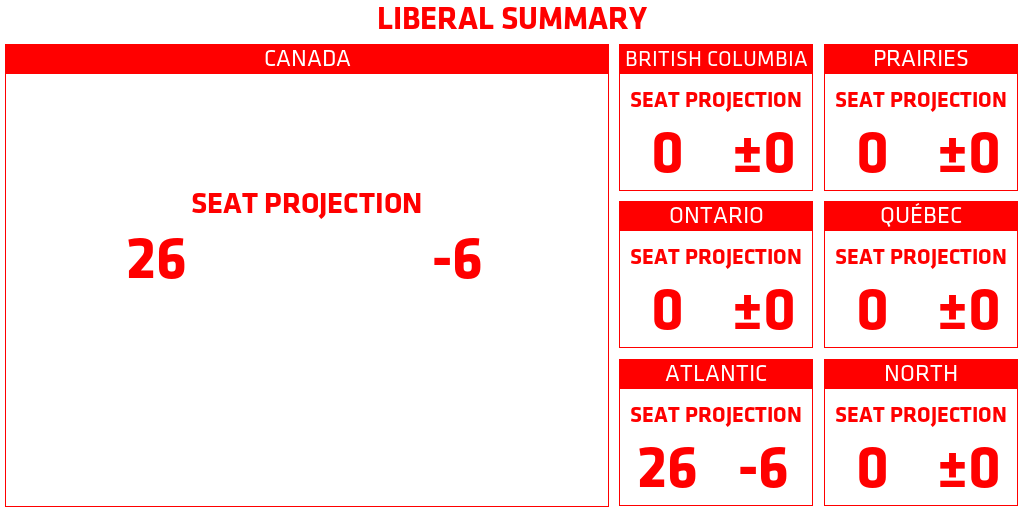 LIBERAL SUMMARY
CANADA
SEAT PROJECTION
26 -6
BRITISH COLUMBIA
SEAT PROJECTION
0 ±0
PRAIRIES
SEAT PROJECTION
0 ±0
ONTARIO
SEAT PROJECTION
0 ±0
QUÉBEC
SEAT PROJECTION
0 ±0
ATLANTIC
SEAT PROJECTION
26 -6
NORTH
SEAT PROJECTION
0 ±0